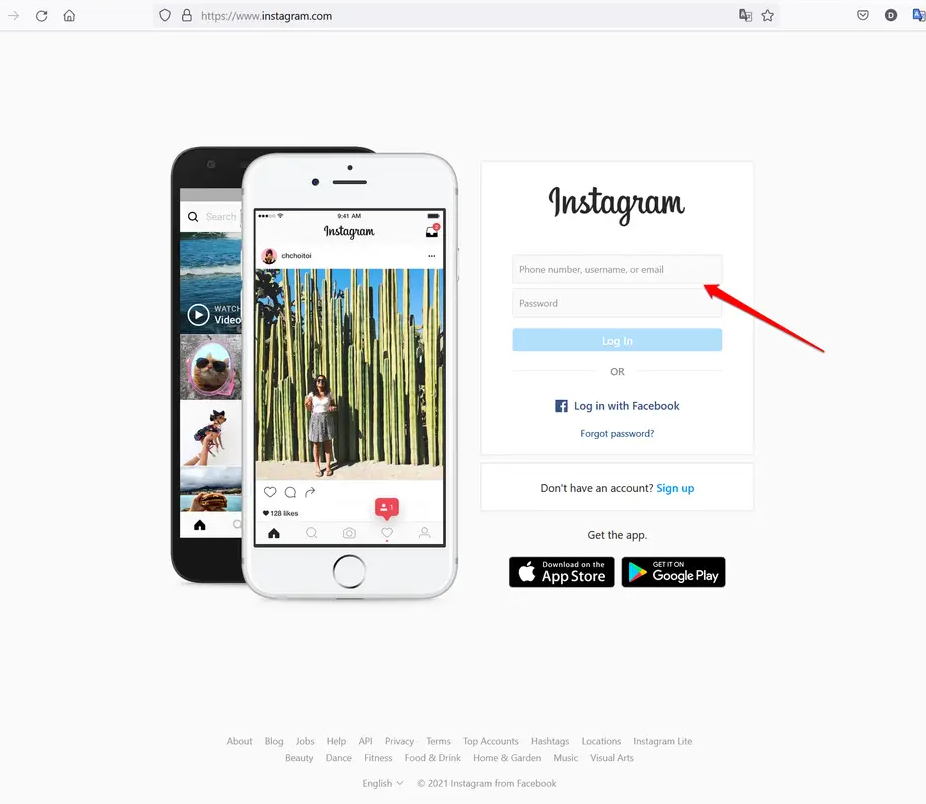 https://www.instagram.com
D
Search
WATCH
Video
9:41 AM
Instagram
2
chchoitoi
128 likes
1
Instagram
Phone number, username, or email
Password
Log In
OR
Log in with Facebook
Forgot password?
Don't have an account? Sign up
Get the app.
Download on the
App Store
GET IT ON
Google Play
About Blog Jobs Help API Privacy Terms Top Accounts Hashtags Locations Instagram Lite
Beauty Dance Fitness Food & Drink Home & Garden Music Visual Arts
English © 2021 Instagram from Facebook